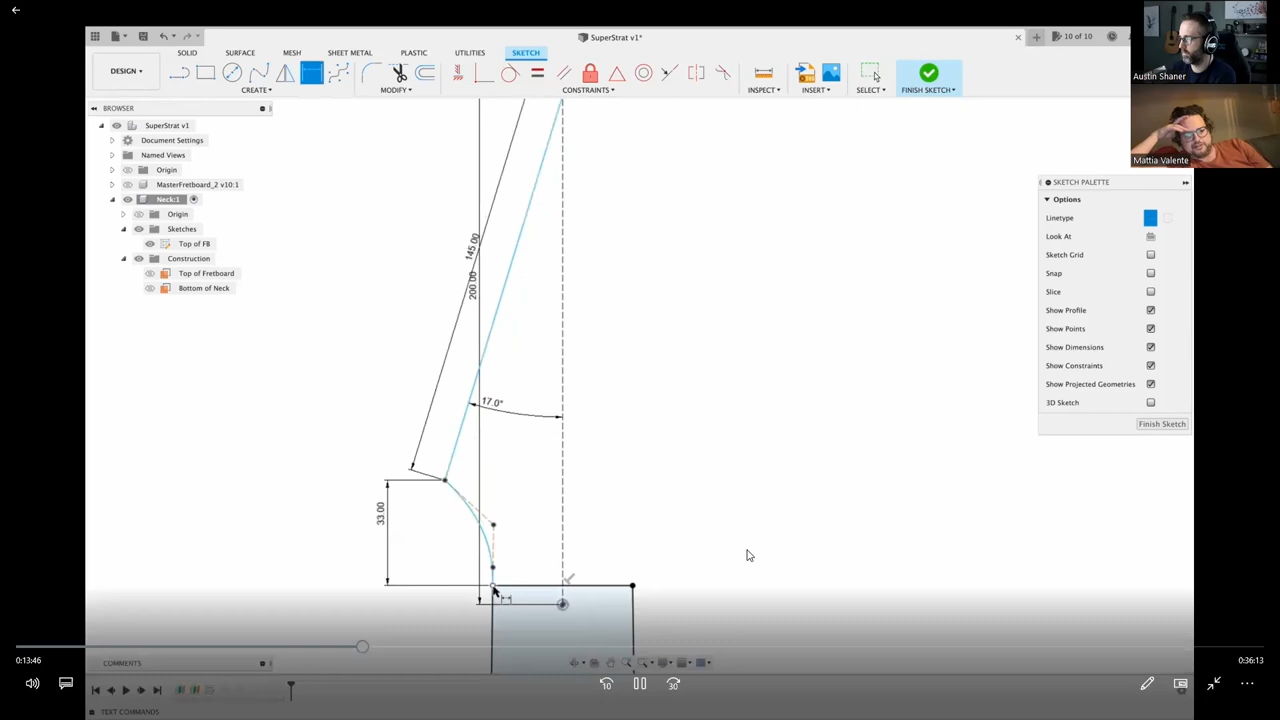 SuperStrat v1*
10 of 10
SOLID SURFACE MESH SHEET METAL PLASTIC UTILITIES SKETCH
DESIGN
CREATE MODIFY CONSTRAINTS INSPECT INSERT SELECT FINISH SKETCH
Austin Shaner
Mattia Valente
BROWSER
SuperStrat v1
Document Settings
Named Views
Origin
MasterFretboard_2 v10:1
Neck:1
Origin
Sketches
Top of FB
Construction
Top of Fretboard
Bottom of Neck
145.00
200.00
17.0°
33.00
SKETCH PALETTE
Options
Linetype
Look At
Sketch Grid
Snap
Slice
Show Profile
Show Points
Show Dimensions
Show Constraints
Show Projected Geometries
3D Sketch
Finish Sketch
0:13:46
0:36:13
COMMENTS
10
30
TEXT COMMANDS